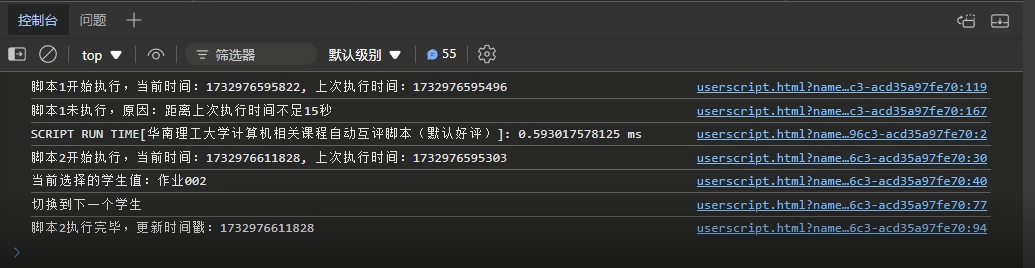 控制台 问题
top 筛选器 默认级别 55
脚本1开始执行，当前时间：1732976595822, 上次执行时间：1732976595496 userscript.html?name…c3-acd35a97fe70:119
脚本1未执行，原因：距离上次执行时间不足15秒 userscript.html?name…c3-acd35a97fe70:167
SCRIPT RUN TIME[华南理工大学计算机相关课程自动互评脚本（默认好评）]: 0.593017578125 ms userscript.html?name…96c3-acd35a97fe70:2
脚本2开始执行，当前时间：1732976611828, 上次执行时间：1732976595303 userscript.html?name…6c3-acd35a97fe70:30
当前选择的学生值：作业002 userscript.html?name…6c3-acd35a97fe70:40
切换到下一个学生 userscript.html?name…6c3-acd35a97fe70:77
脚本2执行完毕，更新时间戳：1732976611828 userscript.html?name…6c3-acd35a97fe70:94